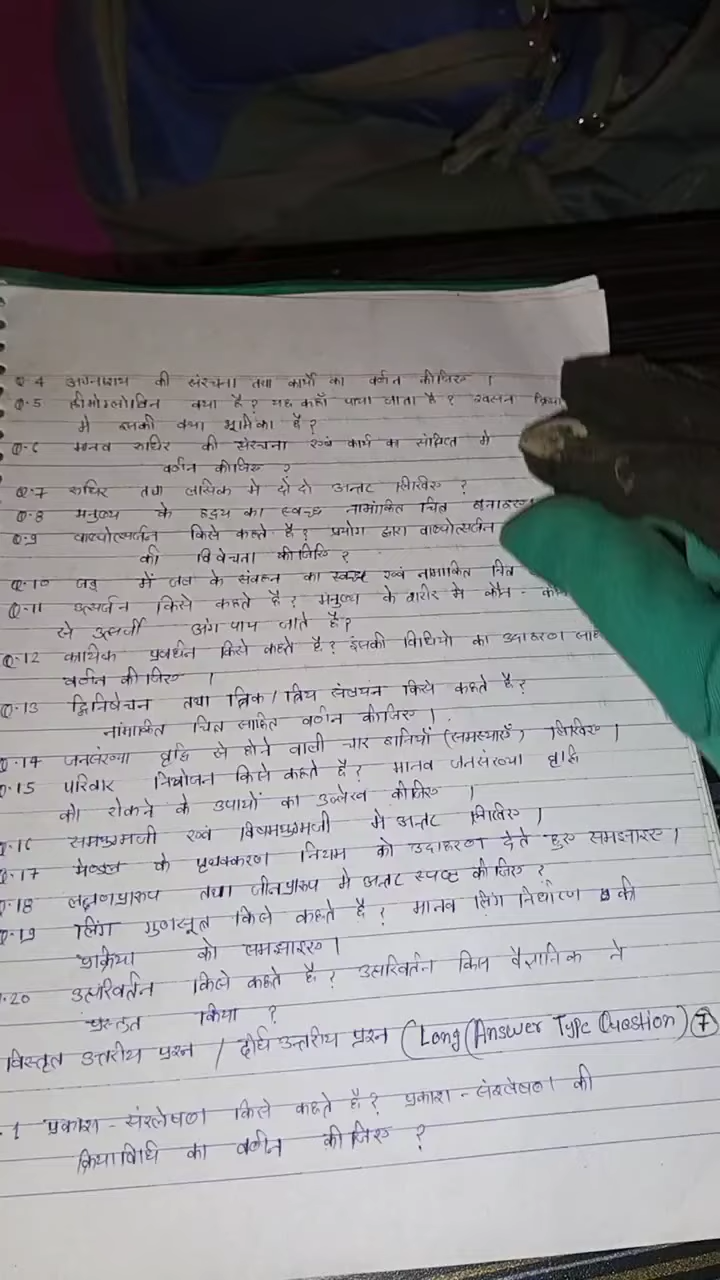 Q.4 अग्नाशय की संरचना तथा कार्यो का वर्णन कीजिए ।
Q.5 हीमोग्लोबिन क्या है? यह कहाँ पाया जाता है? श्वसन क्रिया
मे इसकी क्या भूमिका है?
Q.6 मानव रुधिर की संरचना एवं कार्य का संक्षिप्त मे
वर्णन कीजिए ?
Q.7 रुधिर तथा लसिका मे दो दो अन्तर लिखिए ?
Q.8 मनुष्य के हृदय का स्वच्छ नामांकित चित्र बनाइए
Q.9 वाष्पोत्सर्जन किसे कहते है? प्रयोग द्वारा वाष्पोत्सर्जन
की विवेचना कीजिए ?
Q.10 जड़ में जल के संवहन का स्वच्छ एवं नामांकित चित्र
Q.11 उत्सर्जन किसे कहते है? मनुष्य के शरीर मे कौन-कौन
से उत्सर्जी अंग पाए जाते है?
Q.12 कायिक प्रवर्धन किसे कहते है? इसकी विधियो का उदाहरण
वर्णन कीजिए ।
Q.13 द्विनिषेचन तथा त्रिक/त्रिय संलयन किसे कहते है?
नामांकित चित्र सहित वर्णन कीजिए ।
Q.14 जनसंख्या वृद्धि से होने वाली चार हानियाँ (समस्याएँ) लिखिए ।
Q.15 परिवार नियोजन किसे कहते है? मानव जनसंख्या वृद्धि
को रोकने के उपायों का उल्लेख कीजिए ।
Q.16 समयुग्मजी एवं विषमयुग्मजी मे अन्तर लिखिए ।
Q.17 मेण्डल के पृथक्करण नियम को उदाहरण देते हुए समझाइए ।
Q.18 लक्षणप्रारुप तथा जीनप्रारुप मे अन्तर स्पष्ट कीजिए ?
Q.19 लिंग गुणसूत्र किसे कहते है? मानव लिंग निर्धारण की
प्रक्रिया को समझाइए ।
.20 उत्परिवर्तन किसे कहते है? उत्परिवर्तन किस वैज्ञानिक ने
प्रस्तुत किया ?
विस्तृत उत्तरीय प्रश्न / दीर्घ उत्तरीय प्रश्न (Long (Answer Type Question) 7
.1 प्रकाश-संश्लेषण किसे कहते है? प्रकाश-संश्लेषण की
क्रियाविधि का वर्णन कीजिए ?